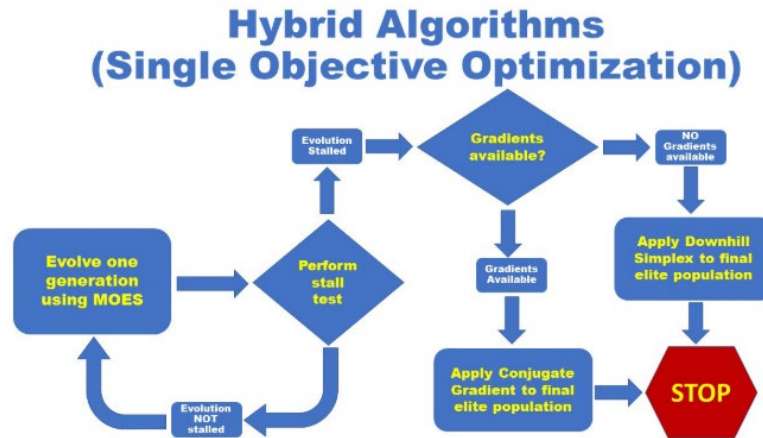 Hybrid Algorithms
(Single Objective Optimization)
Evolution
Stalled
Gradients
available?
NO
Gradients
available
Evolve one
generation
using MOES
Perform
stall
test
Gradients
Available
Apply Downhill
Simplex to final
elite population
Evolution
NOT
stalled
Apply Conjugate
Gradient to final
elite population
STOP